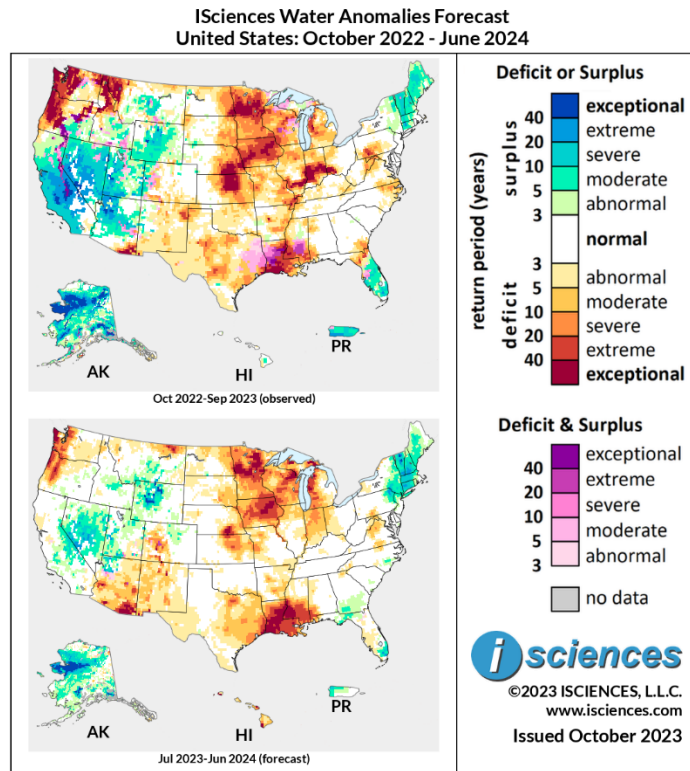 ISciences Water Anomalies Forecast
United States: October 2022 - June 2024
AK
HI
PR
Oct 2022-Sep 2023 (observed)
AK
HI
PR
Jul 2023-Jun 2024 (forecast)
Deficit or Surplus
return period (years)
surplus
deficit
40
20
10
5
3
3
5
10
20
40
exceptional
extreme
severe
moderate
abnormal
normal
abnormal
moderate
severe
extreme
exceptional
Deficit & Surplus
40
20
10
5
3
exceptional
extreme
severe
moderate
abnormal
no data
i sciences
©2023 ISCIENCES, L.L.C.
www.isciences.com
Issued October 2023